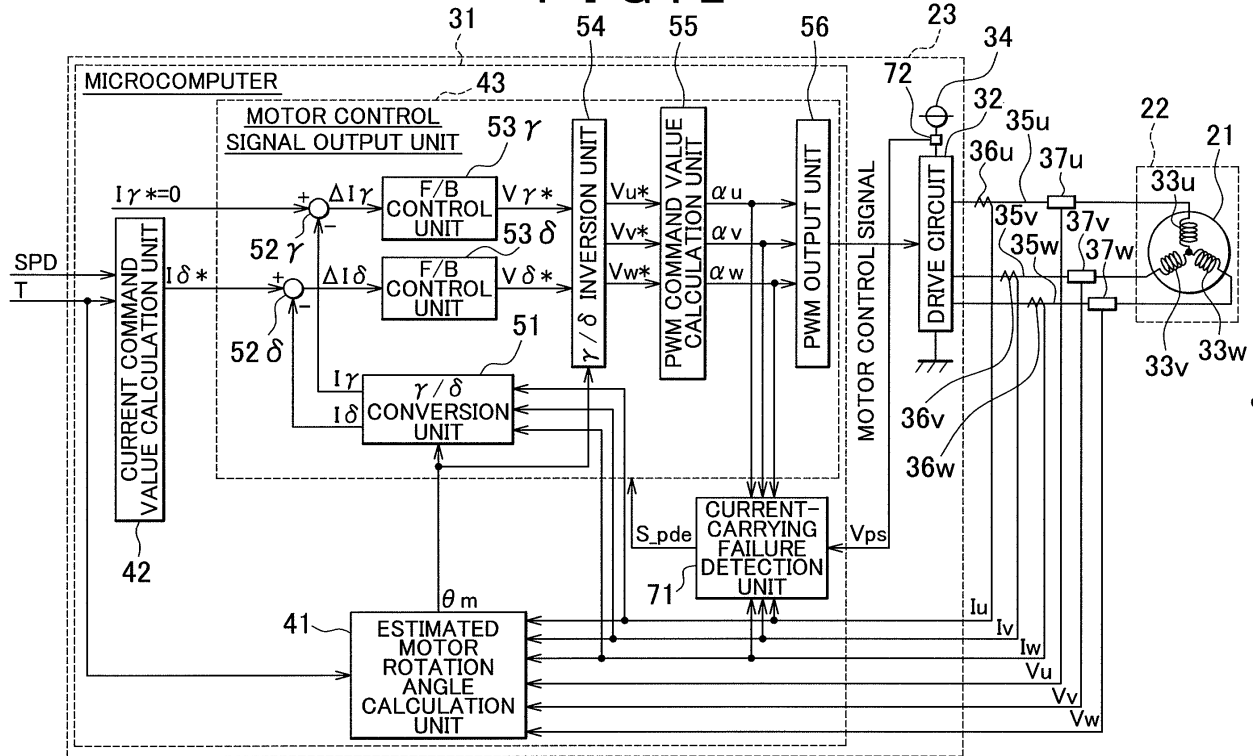 31
54
55
56
23
34
72
32
MICROCOMPUTER
43
MOTOR CONTROL
SIGNAL OUTPUT UNIT
53γ
35u
36u
37u
22
21
33u
Iγ*=0
+
−
ΔIγ
F/B
CONTROL
UNIT
Vγ*
γ/δ INVERSION UNIT
Vu*
PWM COMMAND VALUE
CALCULATION UNIT
αu
PWM OUTPUT UNIT
MOTOR CONTROL SIGNAL
DRIVE CIRCUIT
52γ
53δ
Vv*
αv
35v
35w
37v
37w
SPD
T
CURRENT COMMAND
VALUE CALCULATION UNIT
Iδ*
+
−
ΔIδ
F/B
CONTROL
UNIT
Vδ*
Vw*
αw
52δ
51
33v
33w
Iγ
Iδ
γ/δ
CONVERSION
UNIT
36v
36w
42
S_pde
CURRENT-
CARRYING
FAILURE
DETECTION
UNIT
Vps
71
θm
41
ESTIMATED
MOTOR
ROTATION
ANGLE
CALCULATION
UNIT
Iu
Iv
Iw
Vu
Vv
Vw